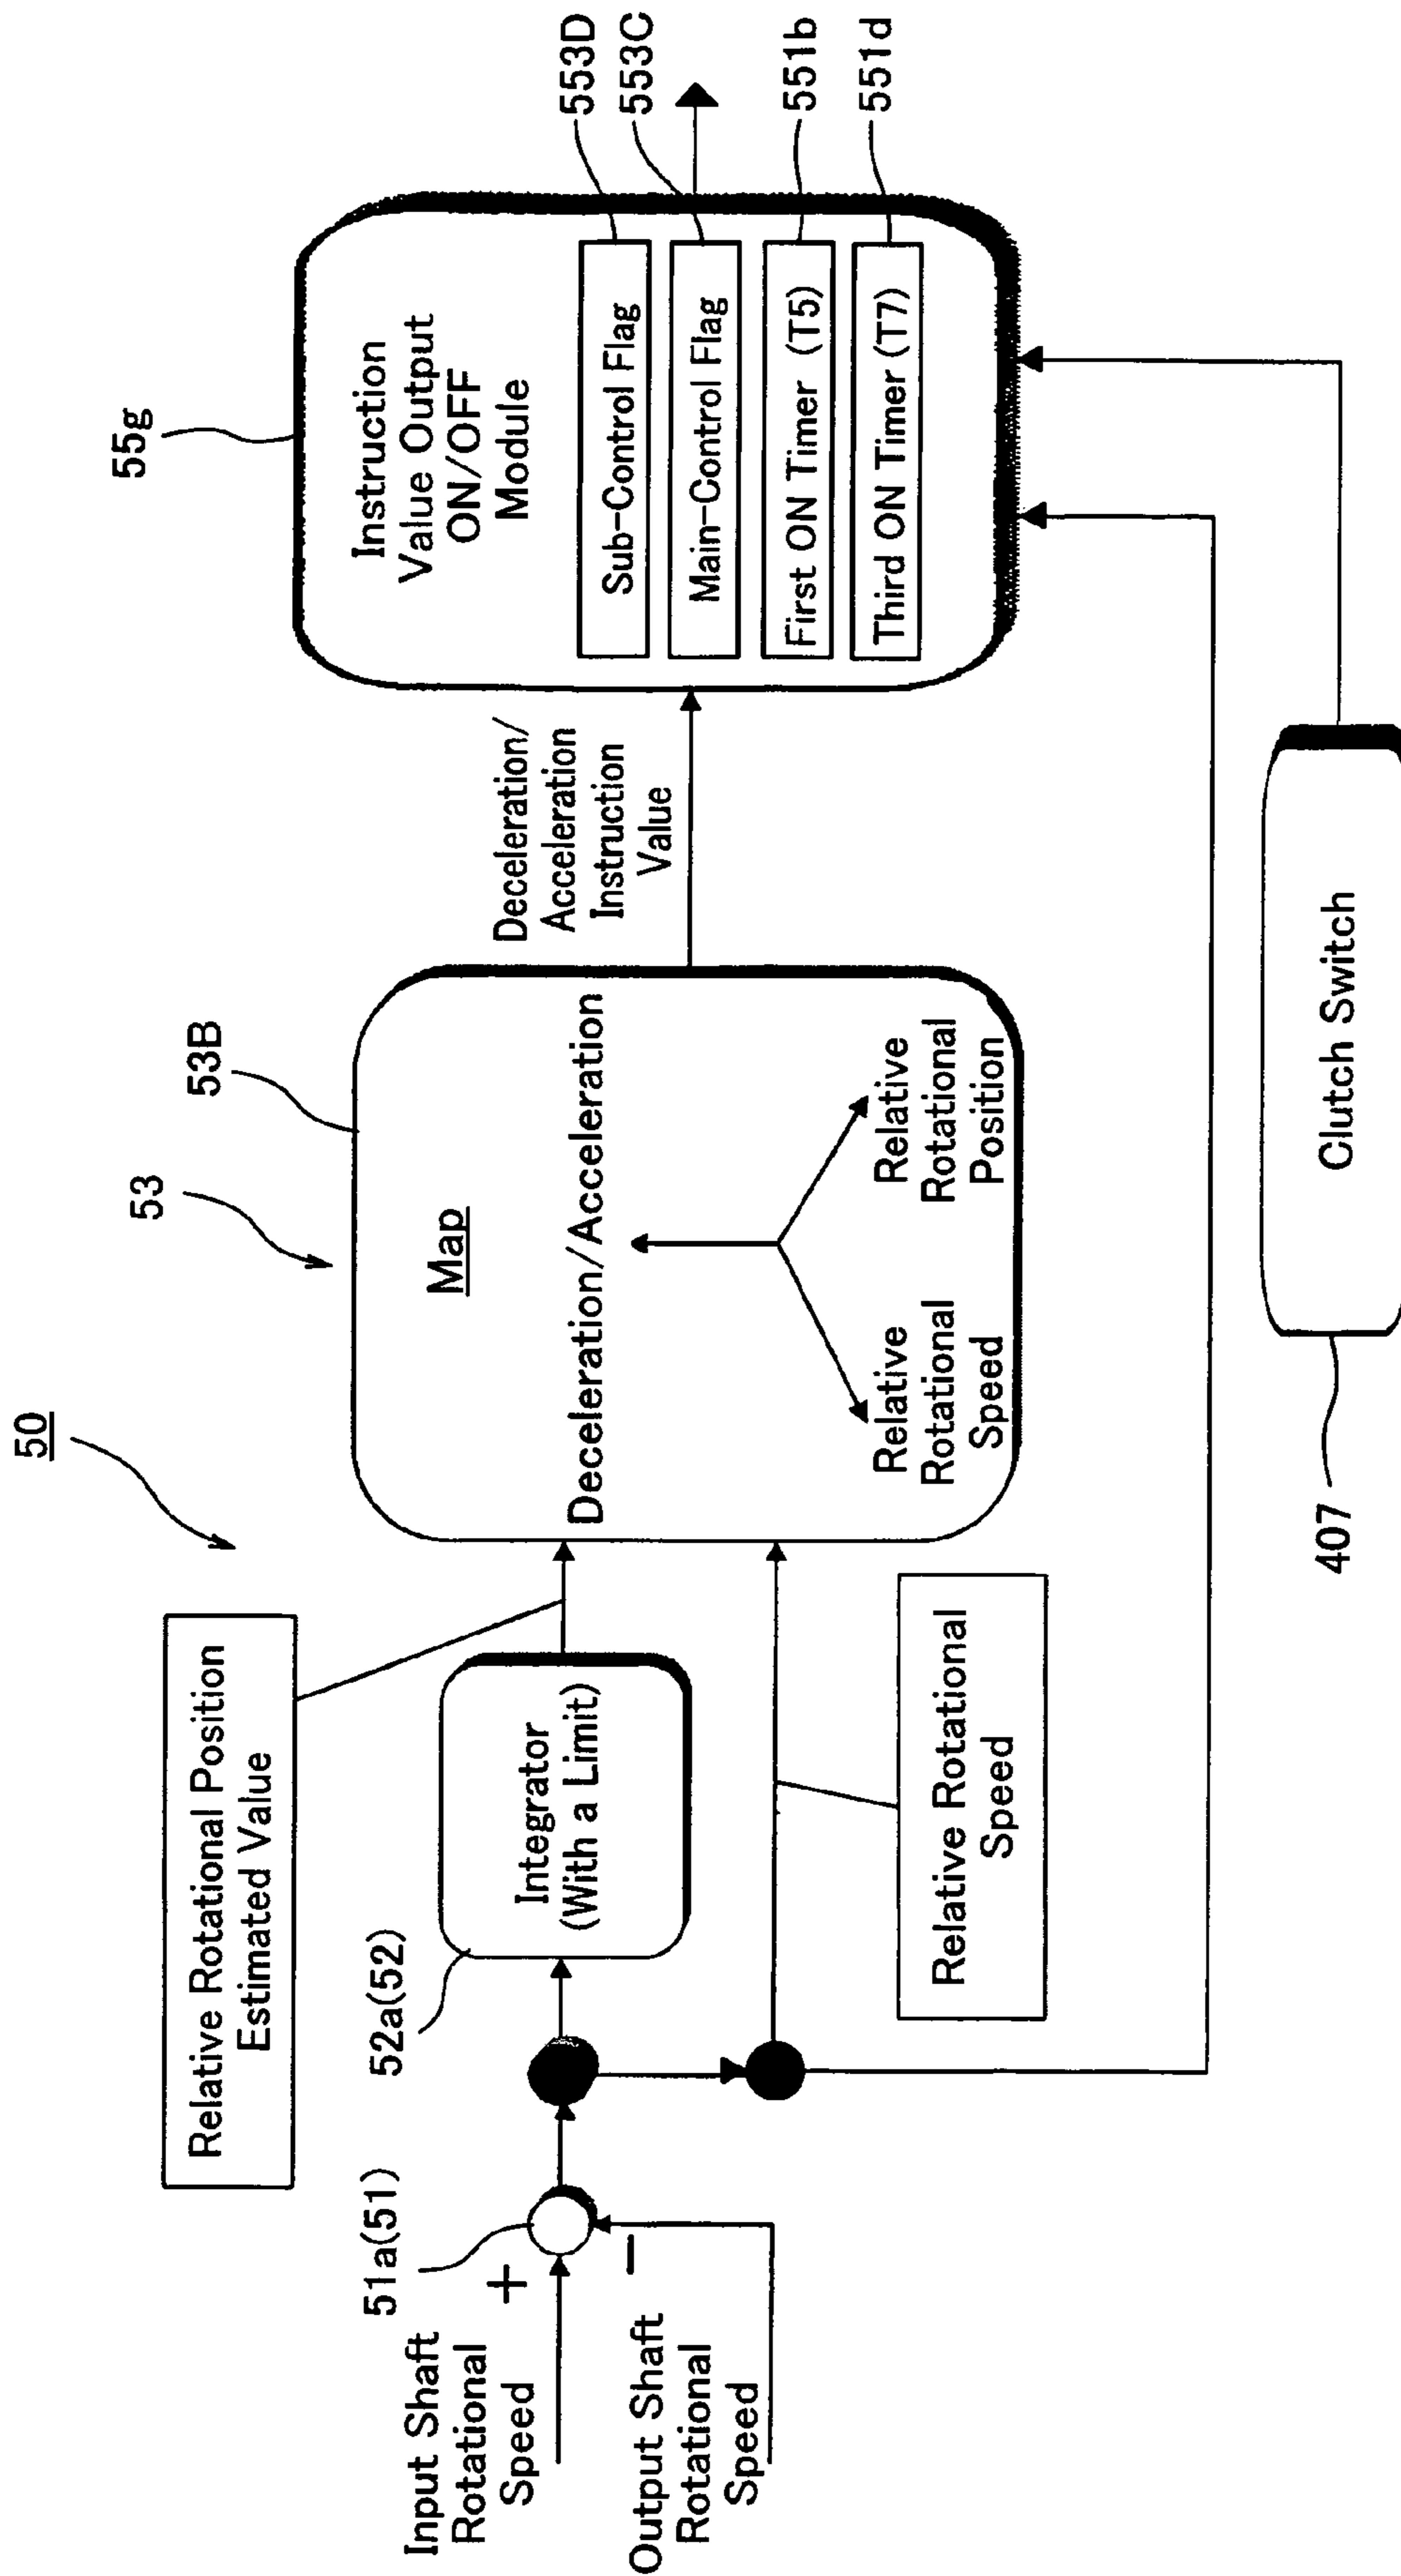 50
53
53B
55g
Relative Rotational Position
Estimated Value
51a(51)
52a(52)
Input Shaft
Rotational
Speed
+
−
Output Shaft
Rotational
Speed
Integrator
(With a Limit)
Relative Rotational
Speed
Map
Deceleration/Acceleration
Relative
Rotational
Speed
Relative
Rotational
Position
Deceleration/
Acceleration
Instruction
Value
Instruction
Value Output
ON/OFF
Module
Sub-Control Flag
Main-Control Flag
First ON Timer (T5)
Third ON Timer (T7)
553D
553C
551b
551d
Clutch Switch
407